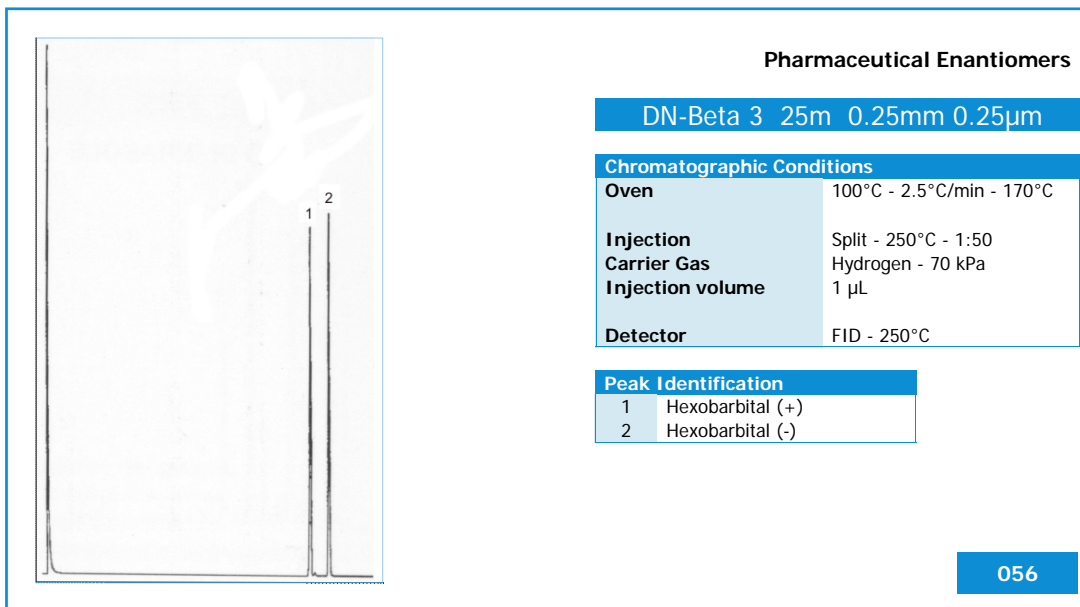 Pharmaceutical Enantiomers
DN-Beta 3 25m 0.25mm 0.25µm
Chromatographic Conditions
Oven 100°C - 2.5°C/min - 170°C
Injection Split - 250°C - 1:50
Carrier Gas Hydrogen - 70 kPa
Injection volume 1 µL
Detector FID - 250°C
Peak Identification
1 Hexobarbital (+)
2 Hexobarbital (-)
1
2
056